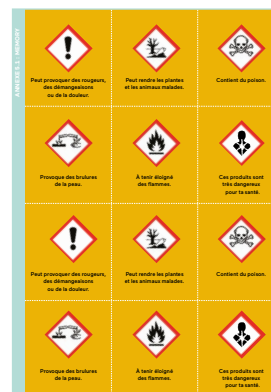 ANNEXE 5.2 : MEMORY
Peut provoquer des rougeurs,
des démangeaisons
ou de la douleur.
Peut rendre les plantes
et les animaux malades.
Contient du poison.
Provoque des brulures
de la peau.
À tenir éloigné
des flammes.
Ces produits sont
très dangereux
pour ta santé.
Peut provoquer des rougeurs,
des démangeaisons
ou de la douleur.
Peut rendre les plantes
et les animaux malades.
Contient du poison.
Provoque des brulures
de la peau.
À tenir éloigné
des flammes.
Ces produits sont
très dangereux
pour ta santé.